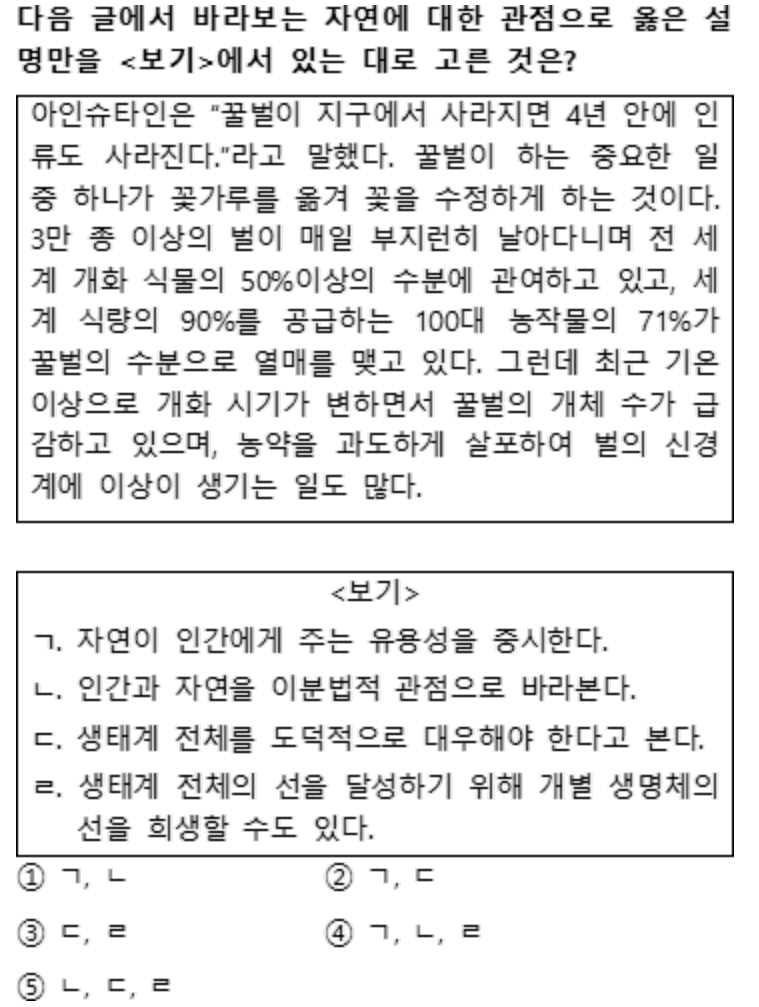 다음 글에서 바라보는 자연에 대한 관점으로 옳은 설
명만을 <보기>에서 있는 대로 고른 것은?
아인슈타인은 “꿀벌이 지구에서 사라지면 4년 안에 인
류도 사라진다.”라고 말했다. 꿀벌이 하는 중요한 일
중 하나가 꽃가루를 옮겨 꽃을 수정하게 하는 것이다.
3만 종 이상의 벌이 매일 부지런히 날아다니며 전 세
계 개화 식물의 50%이상의 수분에 관여하고 있고, 세
계 식량의 90%를 공급하는 100대 농작물의 71%가
꿀벌의 수분으로 열매를 맺고 있다. 그런데 최근 기온
이상으로 개화 시기가 변하면서 꿀벌의 개체 수가 급
감하고 있으며, 농약을 과도하게 살포하여 벌의 신경
계에 이상이 생기는 일도 많다.
<보기>
ㄱ. 자연이 인간에게 주는 유용성을 중시한다.
ㄴ. 인간과 자연을 이분법적 관점으로 바라본다.
ㄷ. 생태계 전체를 도덕적으로 대우해야 한다고 본다.
ㄹ. 생태계 전체의 선을 달성하기 위해 개별 생명체의
선을 희생할 수도 있다.
① ㄱ, ㄴ ② ㄱ, ㄷ
③ ㄷ, ㄹ ④ ㄱ, ㄴ, ㄹ
⑤ ㄴ, ㄷ, ㄹ